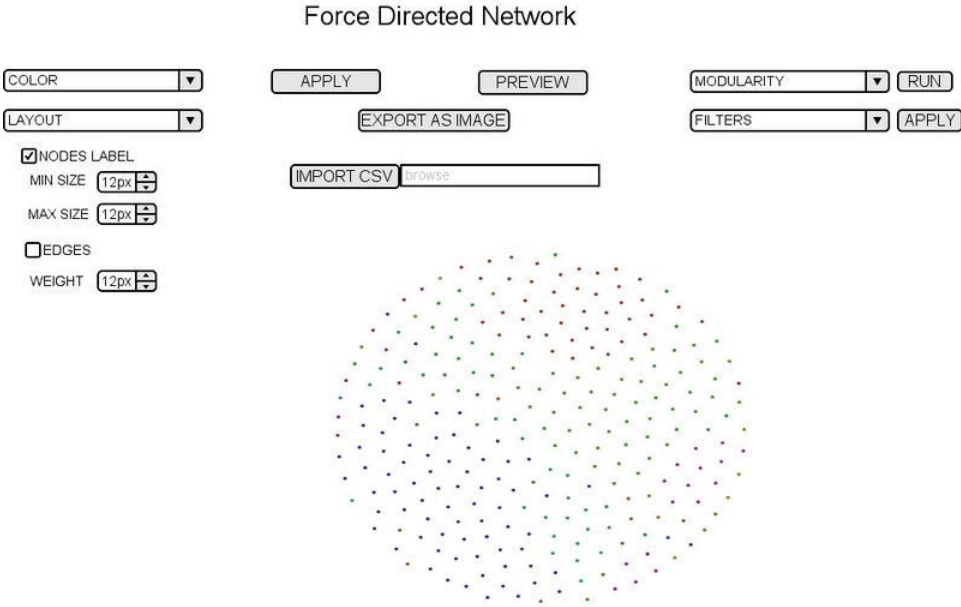 Force Directed Network
COLOR APPLY PREVIEW MODULARITY RUN
LAYOUT EXPORT AS IMAGE FILTERS APPLY
NODES LABEL
MIN SIZE 12px IMPORT CSV browse
MAX SIZE 12px
EDGES
WEIGHT 12px